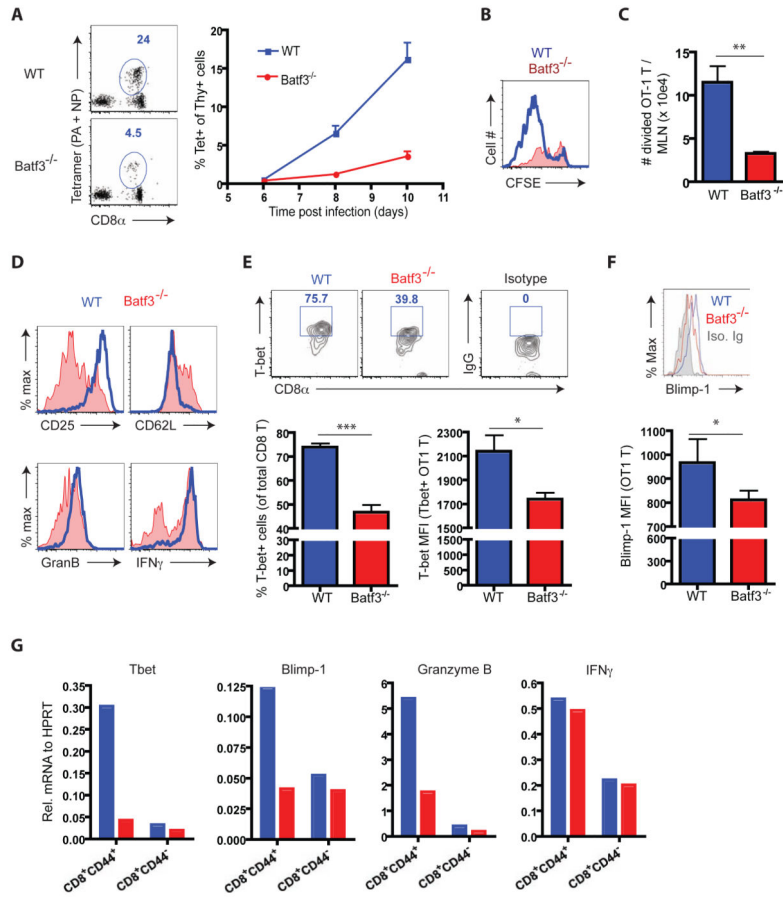 A
24
WT
4.5
Batf3-/-
Tetramer (PA + NP)
CD8α
% Tet+ of Thy+ cells
20
15
10
5
0
WT
Batf3-/-
5 6 7 8 9 10 11
Time post infection (days)
B
WT
Batf3-/-
Cell #
CFSE
C
# divided OT-1 T /
MLN (x 10e4)
**
15
10
5
0
WT Batf3-/-
D
WT Batf3-/-
% max
CD25 CD62L
% max
GranB IFNγ
E
WT Batf3-/- Isotype
75.7 39.8 0
T-bet
IgG
CD8α
% T-bet+ cells (of total CD8 T)
***
80
70
60
50
40
30
20
10
0
WT Batf3-/-
T-bet MFI (Tbet+ OT1 T)
*
2300
2100
1900
1700
1500
1500
1000
500
0
WT Batf3-/-
F
WT
Batf3-/-
Iso. Ig
% Max
Blimp-1
Blimp-1 MFI (OT1 T)
*
1100
1000
900
800
700
600
300
0
WT Batf3-/-
G
Tbet
Rel. mRNA to HPRT
0.35
0.30
0.25
0.20
0.15
0.10
0.05
0.00
CD8+CD44+ CD8+CD44-
Blimp-1
0.125
0.100
0.075
0.050
0.025
0.000
CD8+CD44+ CD8+CD44-
Granzyme B
6
5
4
3
2
1
0
CD8+CD44+ CD8+CD44-
IFNγ
0.6
0.5
0.4
0.3
0.2
0.1
0.0
CD8+CD44+ CD8+CD44-